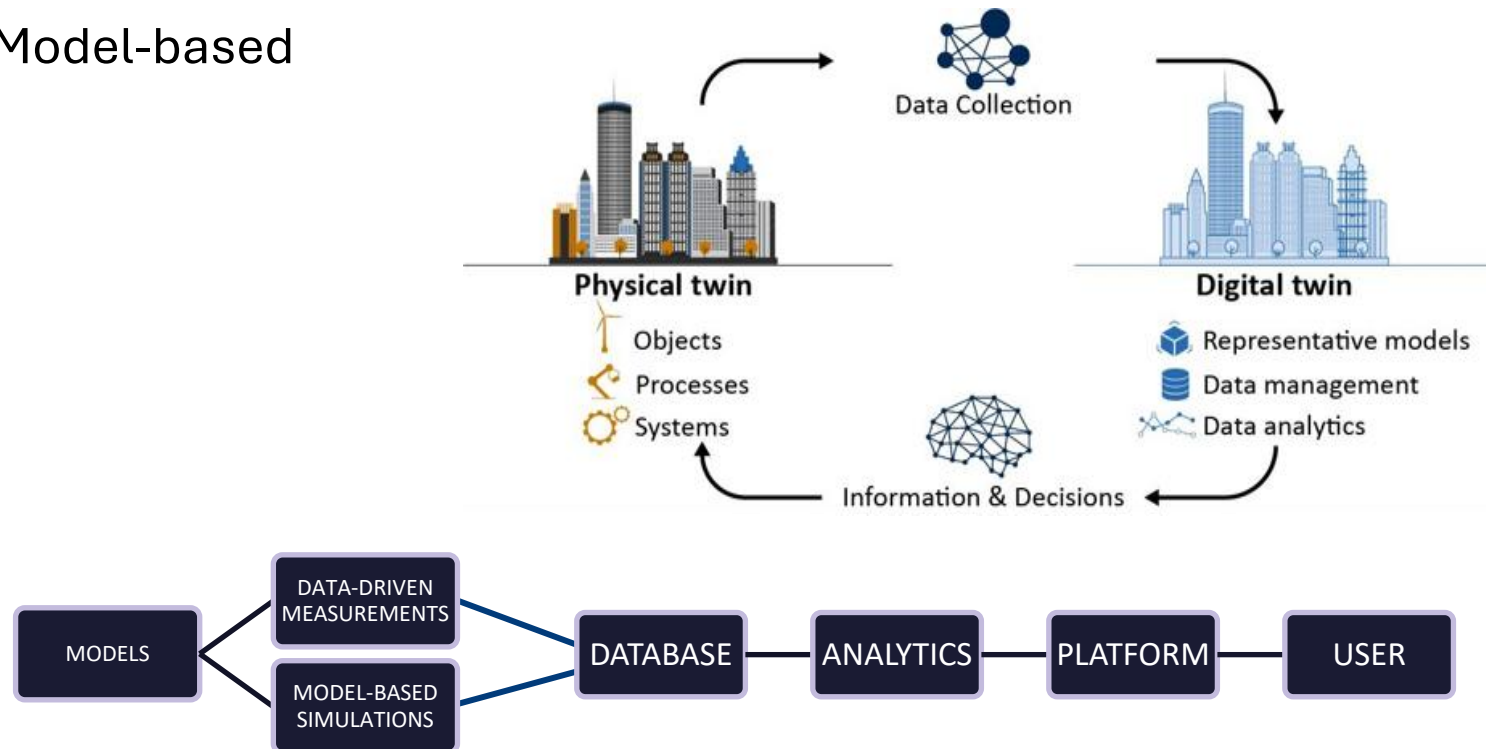 Model-based
Data Collection
Physical twin
Objects
Processes
Systems
Digital twin
Representative models
Data management
Data analytics
Information & Decisions
MODELS
DATA-DRIVEN
MEASUREMENTS
MODEL-BASED
SIMULATIONS
DATABASE
ANALYTICS
PLATFORM
USER